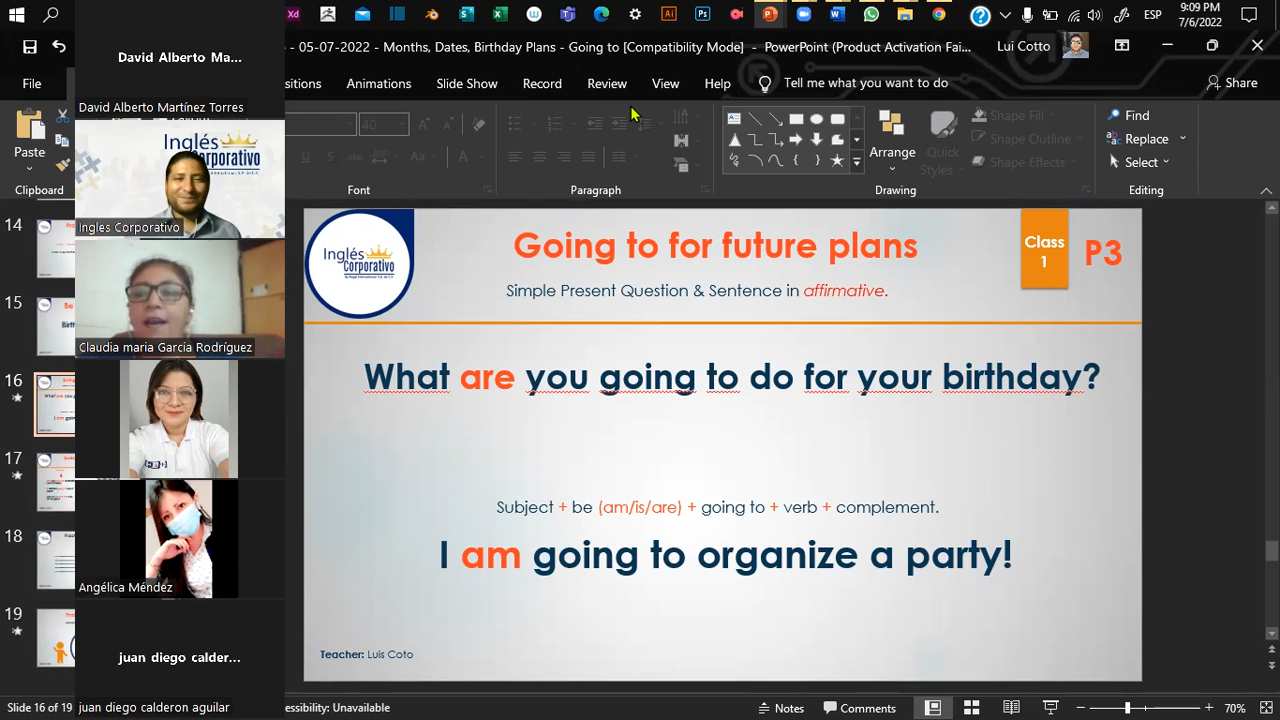 Xd
ESP
9:09 PM
7/6/2022
- 05-07-2022 - Months, Dates, Birthday Plans - Going to [Compatibility Mode] - PowerPoint (Product Activation Fai...
Lui Cotto
File
sitions
Animations
Slide Show
Record
Review
View
Help
Tell me what you want to do
Share
Paste
40
Aa
Arrange
Quick
Styles
Shape Fill
Shape Outline
Shape Effects
Find
Replace
Select
Clipboard
Font
Paragraph
Drawing
Editing
David Alberto Ma...
David Alberto Martínez Torres
Inglés
Corporativo
Ingles Corporativo
Claudia maria Garcia Rodríguez
Angélica Méndez
juan diego calder...
juan diego calderon aguilar
14
15
16
17
18
19
Inglés
Corporativo
Going to for future plans
Simple Present Question & Sentence in affirmative.
Class
1
P3
What are you going to do for your birthday?
Subject + be (am/is/are) + going to + verb + complement.
I am going to organize a party!
Teacher: Luis Coto
Slide 16 of 19
cessibility: Unavailable
Notes
Comments
70%